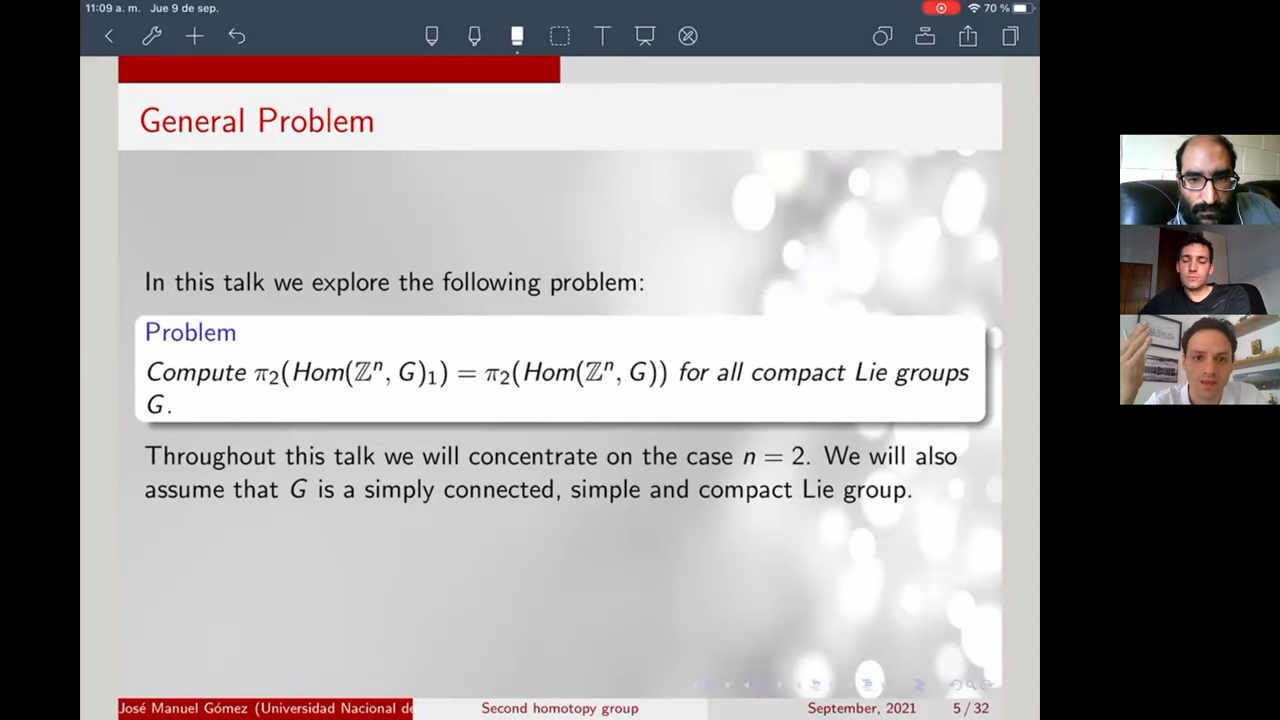 11:09 a. m. Jue 9 de sep.
70 %
General Problem
In this talk we explore the following problem:
Problem
Compute π₂(Hom(ℤⁿ, G)₁) = π₂(Hom(ℤⁿ, G)) for all compact Lie groups
G.
Throughout this talk we will concentrate on the case n = 2. We will also
assume that G is a simply connected, simple and compact Lie group.
José Manuel Gómez (Universidad Nacional de
Second homotopy group
September, 2021
5 / 32